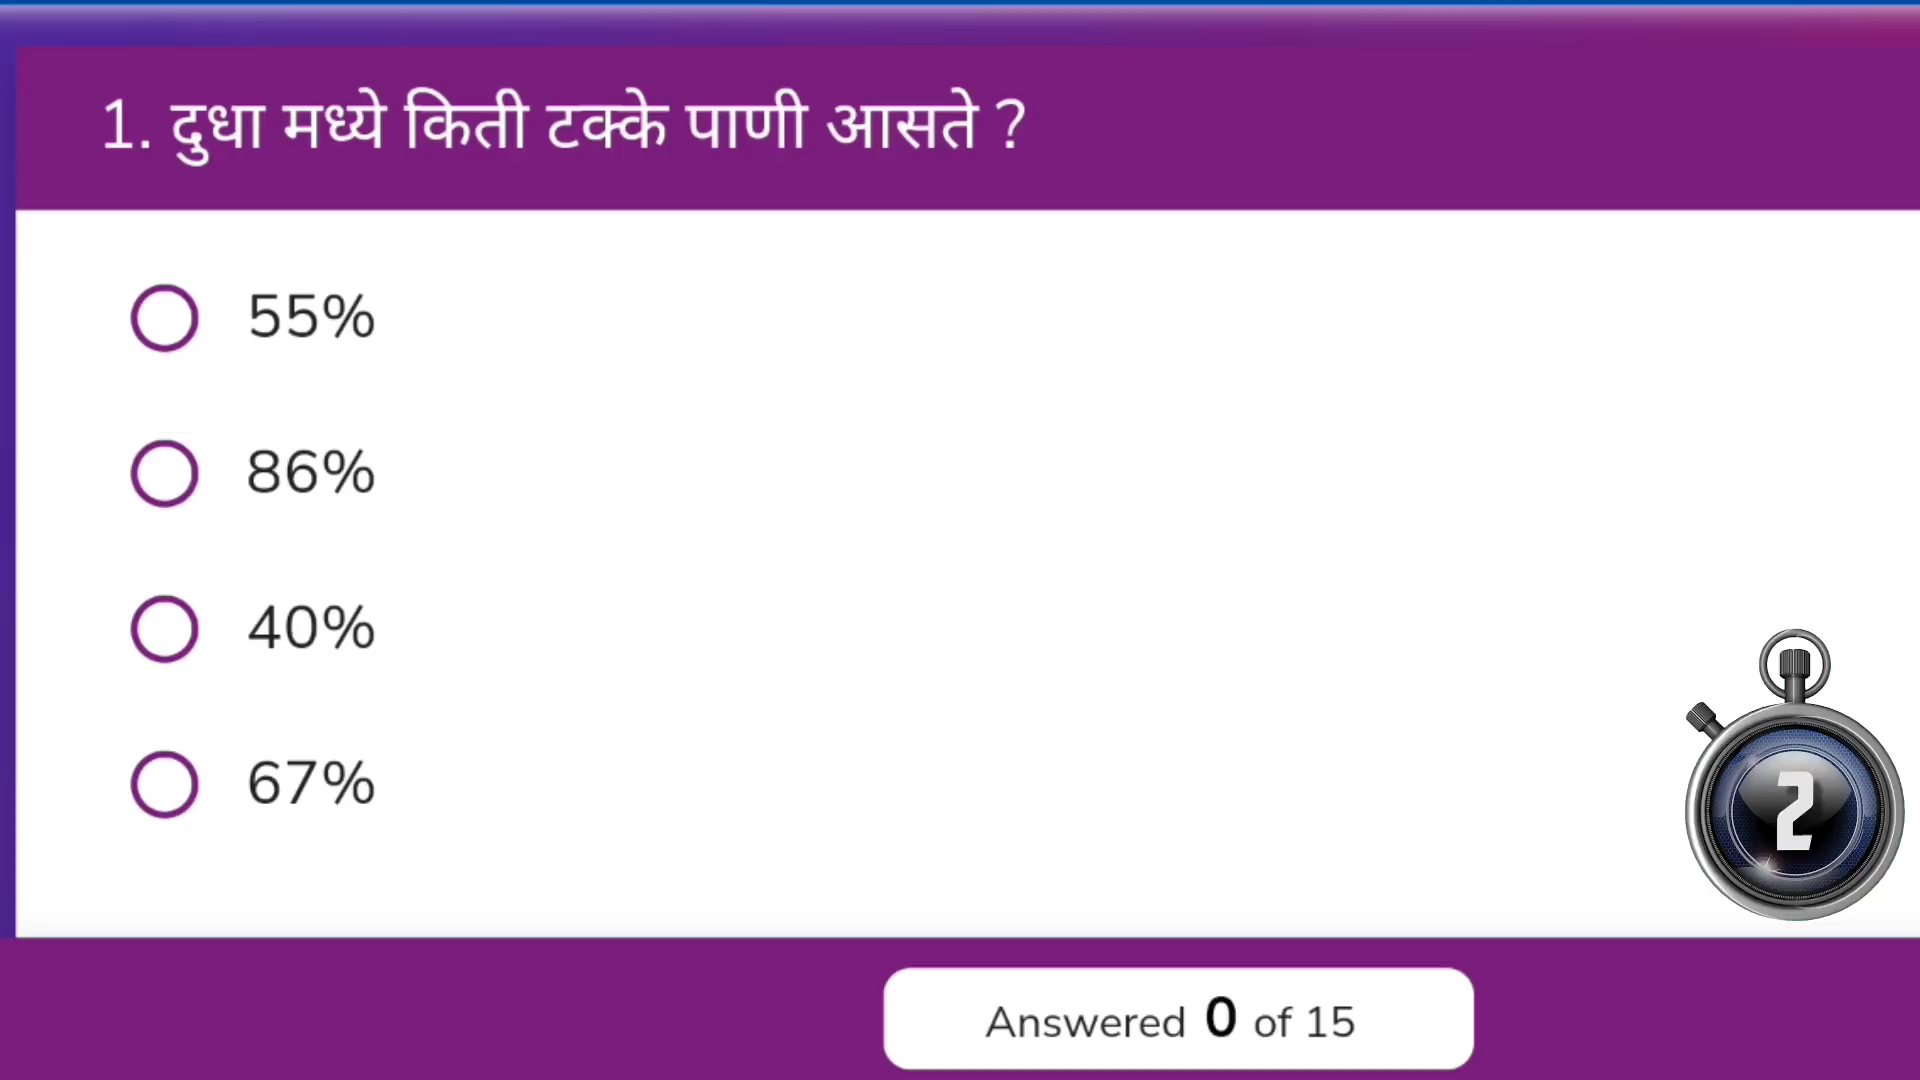 1. दुधा मध्ये किती टक्के पाणी आसते ?
55%
86%
40%
67%
2
Answered 0 of 15